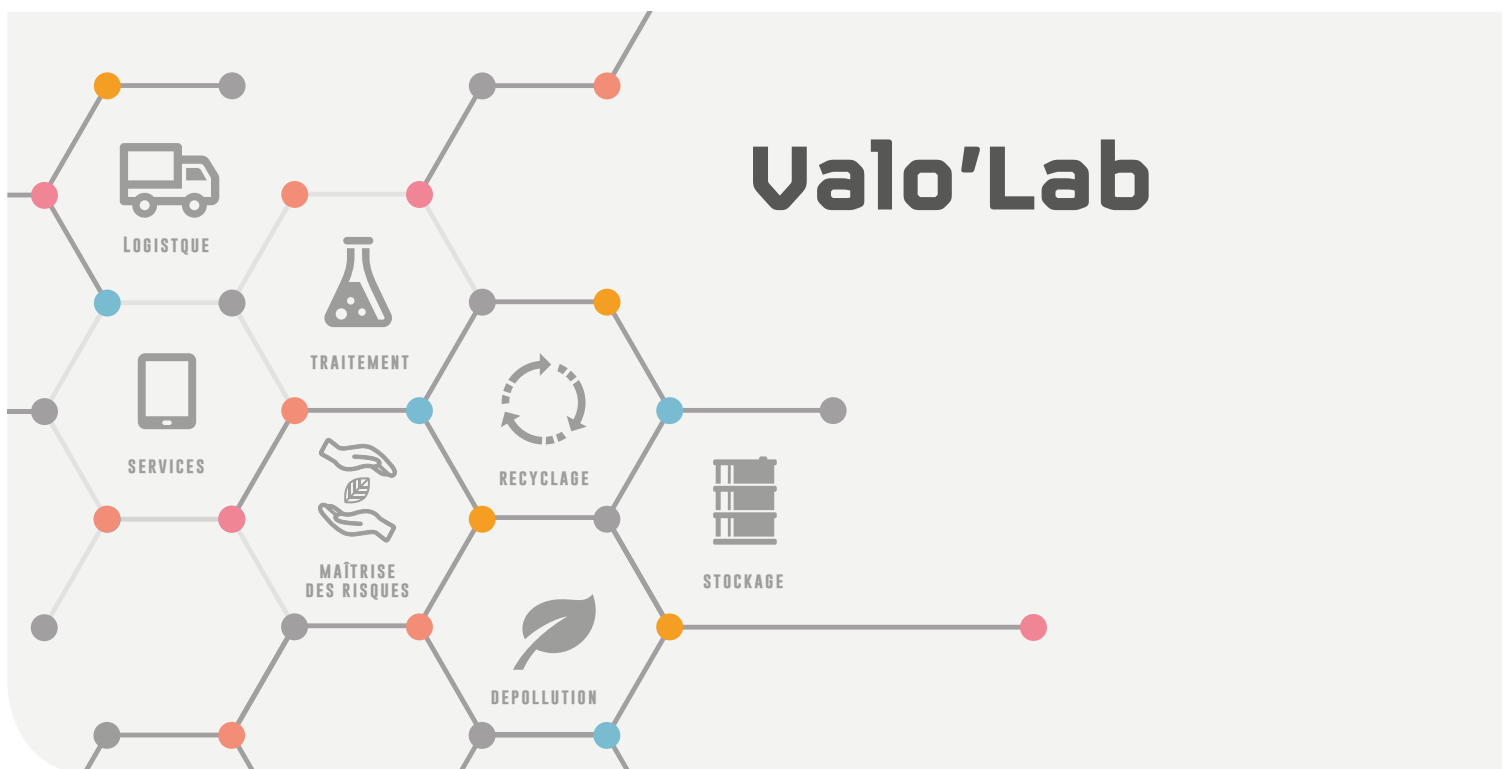 Valo'Lab
LOGISTQUE
TRAITEMENT
SERVICES
RECYCLAGE
MAÎTRISE
DES RISQUES
STOCKAGE
DEPOLLUTION